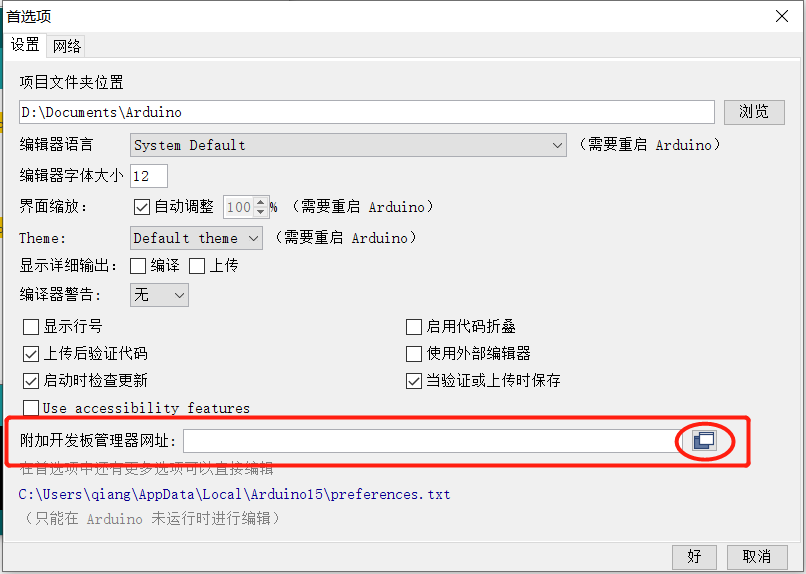 首选项
设置 网络
项目文件夹位置
D:\Documents\Arduino 浏览
编辑器语言 System Default （需要重启 Arduino）
编辑器字体大小 12
界面缩放： 自动调整 100 % （需要重启 Arduino）
Theme: Default theme （需要重启 Arduino）
显示详细输出： 编译 上传
编译器警告: 无
显示行号 启用代码折叠
上传后验证代码 使用外部编辑器
启动时检查更新 当验证或上传时保存
Use accessibility features
附加开发板管理器网址:
在首选项中还有更多选项可以直接编辑
C:\Users\qiang\AppData\Local\Arduino15\preferences.txt
（只能在 Arduino 未运行时进行编辑）
好 取消